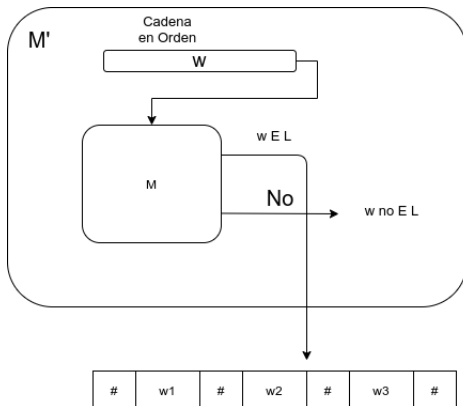 Cadena
en Orden
M'
W
w E L
M
No
w no E L
# w1 # w2 # w3 #